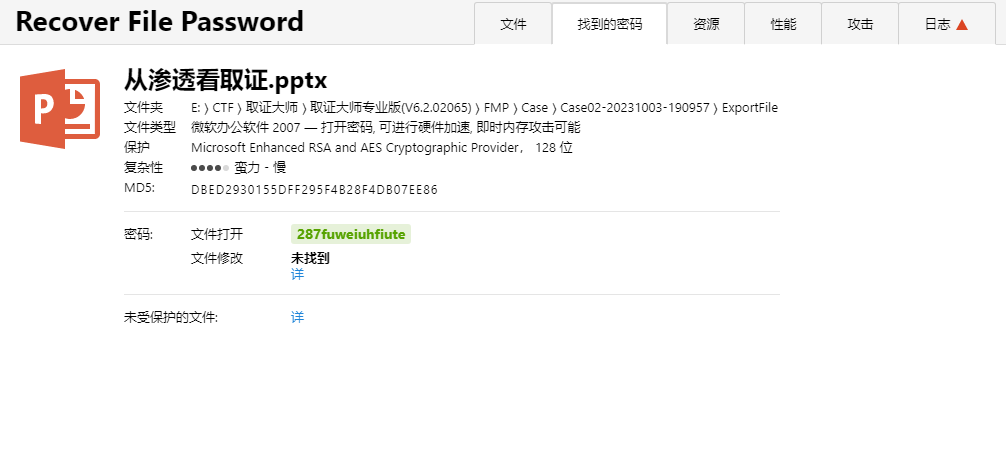 Recover File Password
文件 找到的密码 资源 性能 攻击 日志
P
从渗透看取证.pptx
文件夹 E: 〉CTF 〉取证大师 〉取证大师专业版(V6.2.02065) 〉FMP 〉Case 〉Case02-20231003-190957 〉ExportFile
文件类型 微软办公软件 2007 — 打开密码, 可进行硬件加速, 即时内存攻击可能
保护 Microsoft Enhanced RSA and AES Cryptographic Provider， 128 位
复杂性 蛮力 - 慢
MD5: DBED2930155DFF295F4B28F4DB07EE86
密码: 文件打开 287fuweiuhfiute
文件修改 未找到
详
未受保护的文件: 详